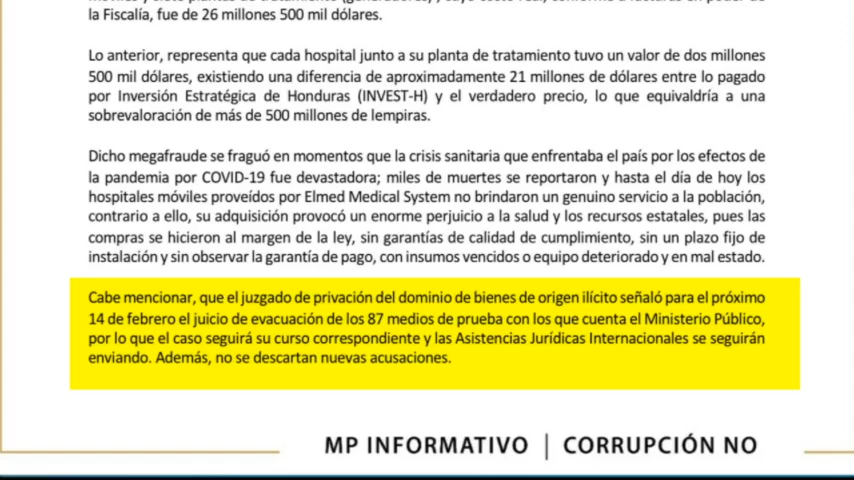 la Fiscalía, fue de 26 millones 500 mil dólares.
Lo anterior, representa que cada hospital junto a su planta de tratamiento tuvo un valor de dos millones
500 mil dólares, existiendo una diferencia de aproximadamente 21 millones de dólares entre lo pagado
por Inversión Estratégica de Honduras (INVEST-H) y el verdadero precio, lo que equivaldría a una
sobrevaloración de más de 500 millones de lempiras.
Dicho megafraude se fraguó en momentos que la crisis sanitaria que enfrentaba el país por los efectos de
la pandemia por COVID-19 fue devastadora; miles de muertes se reportaron y hasta el día de hoy los
hospitales móviles proveídos por Elmed Medical System no brindaron un genuino servicio a la población,
contrario a ello, su adquisición provocó un enorme perjuicio a la salud y los recursos estatales, pues las
compras se hicieron al margen de la ley, sin garantías de calidad de cumplimiento, sin un plazo fijo de
instalación y sin observar la garantía de pago, con insumos vencidos o equipo deteriorado y en mal estado.
Cabe mencionar, que el juzgado de privación del dominio de bienes de origen ilícito señaló para el próximo
14 de febrero el juicio de evacuación de los 87 medios de prueba con los que cuenta el Ministerio Público,
por lo que el caso seguirá su curso correspondiente y las Asistencias Jurídicas Internacionales se seguirán
enviando. Además, no se descartan nuevas acusaciones.
MP INFORMATIVO | CORRUPCIÓN NO